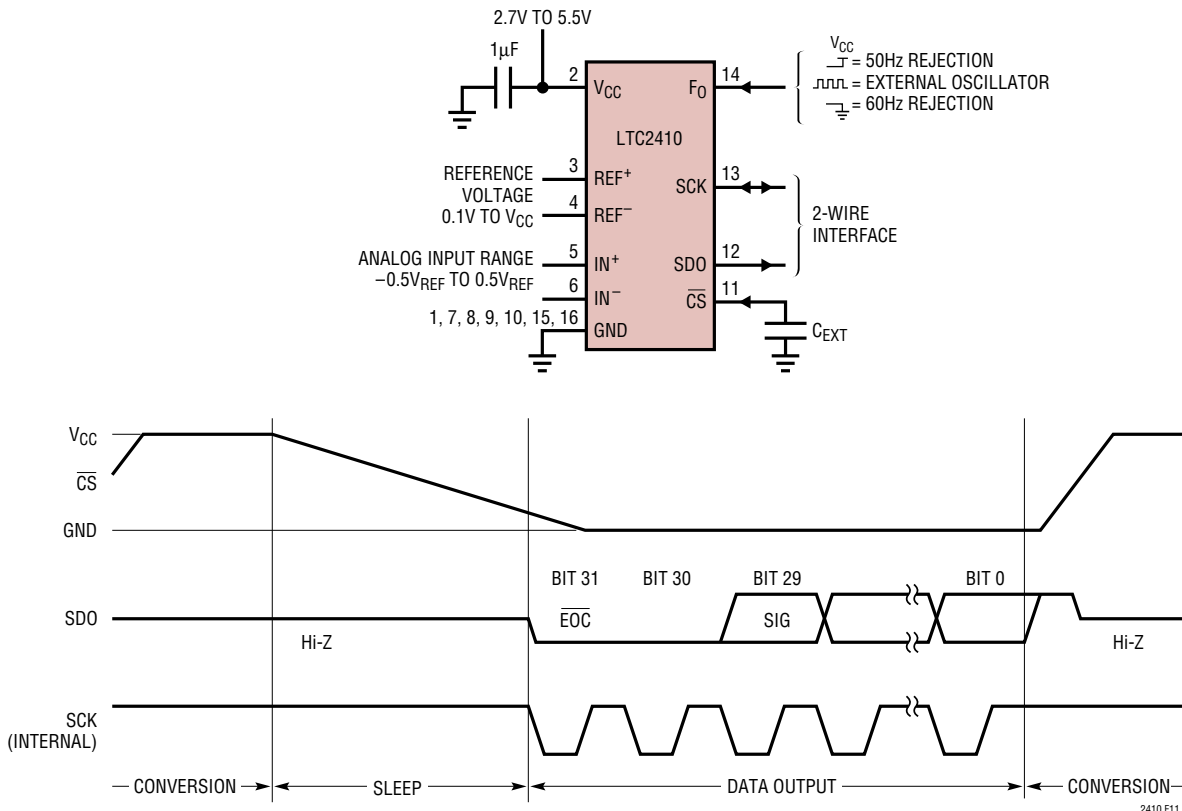 2.7V TO 5.5V
1µF
2
VCC
LTC2410
FO
14
VCC
= 50Hz REJECTION
= EXTERNAL OSCILLATOR
= 60Hz REJECTION
REFERENCE
VOLTAGE
0.1V TO VCC
3
REF+
4
REF−
SCK
13
2-WIRE
INTERFACE
ANALOG INPUT RANGE
−0.5VREF TO 0.5VREF
5
IN+
6
IN−
SDO
12
CS
11
1, 7, 8, 9, 10, 15, 16
GND
CEXT
VCC
CS
GND
BIT 31
BIT 30
BIT 29
BIT 0
SDO
EOC
SIG
Hi-Z
Hi-Z
SCK
(INTERNAL)
CONVERSION
SLEEP
DATA OUTPUT
CONVERSION
2410 F11